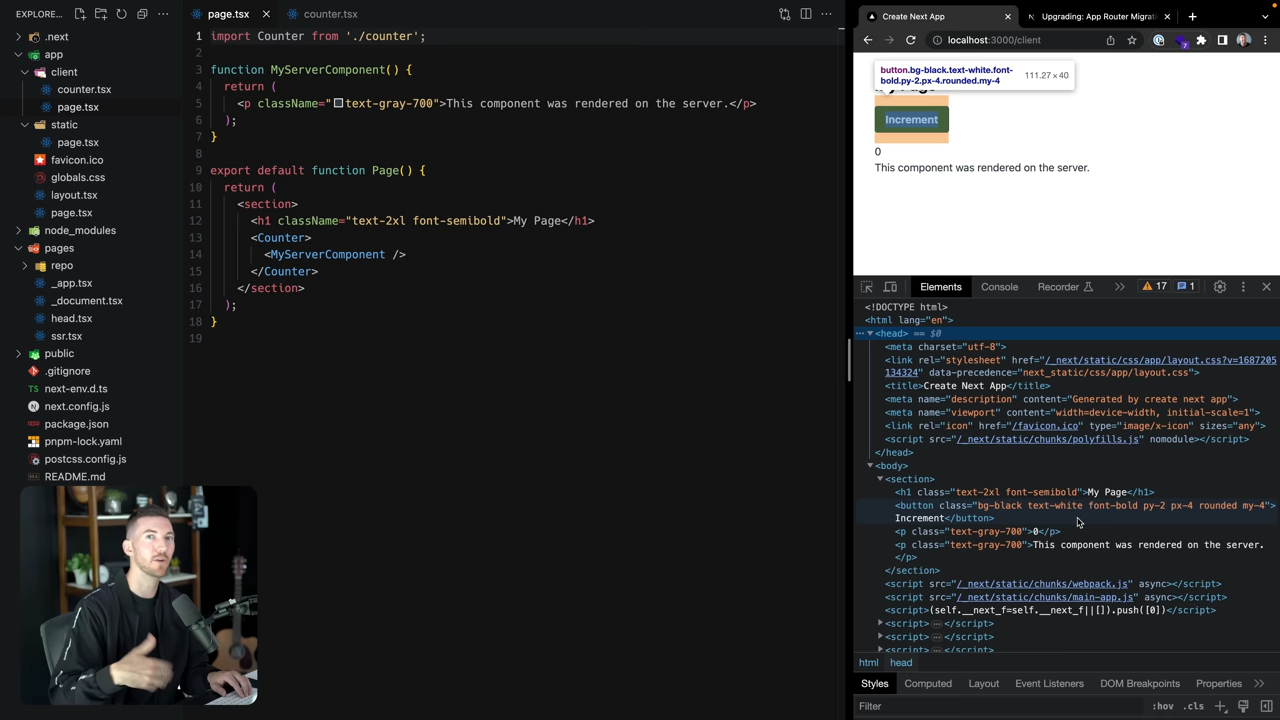 EXPLORE...
.next
app
client
counter.tsx
page.tsx
static
page.tsx
favicon.ico
globals.css
layout.tsx
page.tsx
node_modules
pages
repo
_app.tsx
_document.tsx
head.tsx
ssr.tsx
public
.gitignore
next-env.d.ts
next.config.js
package.json
pnpm-lock.yaml
postcss.config.js
README.md
page.tsx
counter.tsx
1 import Counter from './counter';
2
3 function MyServerComponent() {
4 return (
5 <p className="text-gray-700">This component was rendered on the server.</p>
6 );
7 }
8
9 export default function Page() {
10 return (
11 <section>
12 <h1 className="text-2xl font-semibold">My Page</h1>
13 <Counter>
14 <MyServerComponent />
15 </Counter>
16 </section>
17 );
18 }
19
Create Next App
Upgrading: App Router Migrat
localhost:3000/client
7
button.bg-black.text-white.font-
bold.py-2.px-4.rounded.my-4
111.27 × 40
Increment
0
This component was rendered on the server.
Elements Console Recorder 17 1
<!DOCTYPE html>
<html lang="en">
<head> == $0
<meta charset="utf-8">
<link rel="stylesheet" href="/_next/static/css/app/layout.css?v=1687205
134324" data-precedence="next_static/css/app/layout.css">
<title>Create Next App</title>
<meta name="description" content="Generated by create next app">
<meta name="viewport" content="width=device-width, initial-scale=1">
<link rel="icon" href="/favicon.ico" type="image/x-icon" sizes="any">
<script src="/_next/static/chunks/polyfills.js" nomodule></script>
</head>
<body>
<section>
<h1 class="text-2xl font-semibold">My Page</h1>
<button class="bg-black text-white font-bold py-2 px-4 rounded my-4">
Increment</button>
<p class="text-gray-700">0</p>
<p class="text-gray-700">This component was rendered on the server.
</p>
</section>
<script src="/_next/static/chunks/webpack.js" async></script>
<script src="/_next/static/chunks/main-app.js" async></script>
<script>(self.__next_f=self.__next_f||[]).push([0])</script>
<script>…</script>
<script>…</script>
<script>…</script>
html head
Styles Computed Layout Event Listeners DOM Breakpoints Properties
Filter
:hov .cls